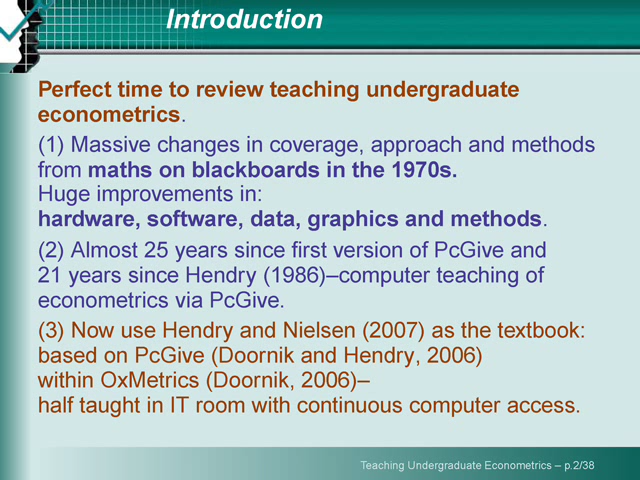 Introduction
Perfect time to review teaching undergraduate
econometrics.
(1) Massive changes in coverage, approach and methods
from maths on blackboards in the 1970s.
Huge improvements in:
hardware, software, data, graphics and methods.
(2) Almost 25 years since first version of PcGive and
21 years since Hendry (1986)–computer teaching of
econometrics via PcGive.
(3) Now use Hendry and Nielsen (2007) as the textbook:
based on PcGive (Doornik and Hendry, 2006)
within OxMetrics (Doornik, 2006)–
half taught in IT room with continuous computer access.
Teaching Undergraduate Econometrics – p.2/38